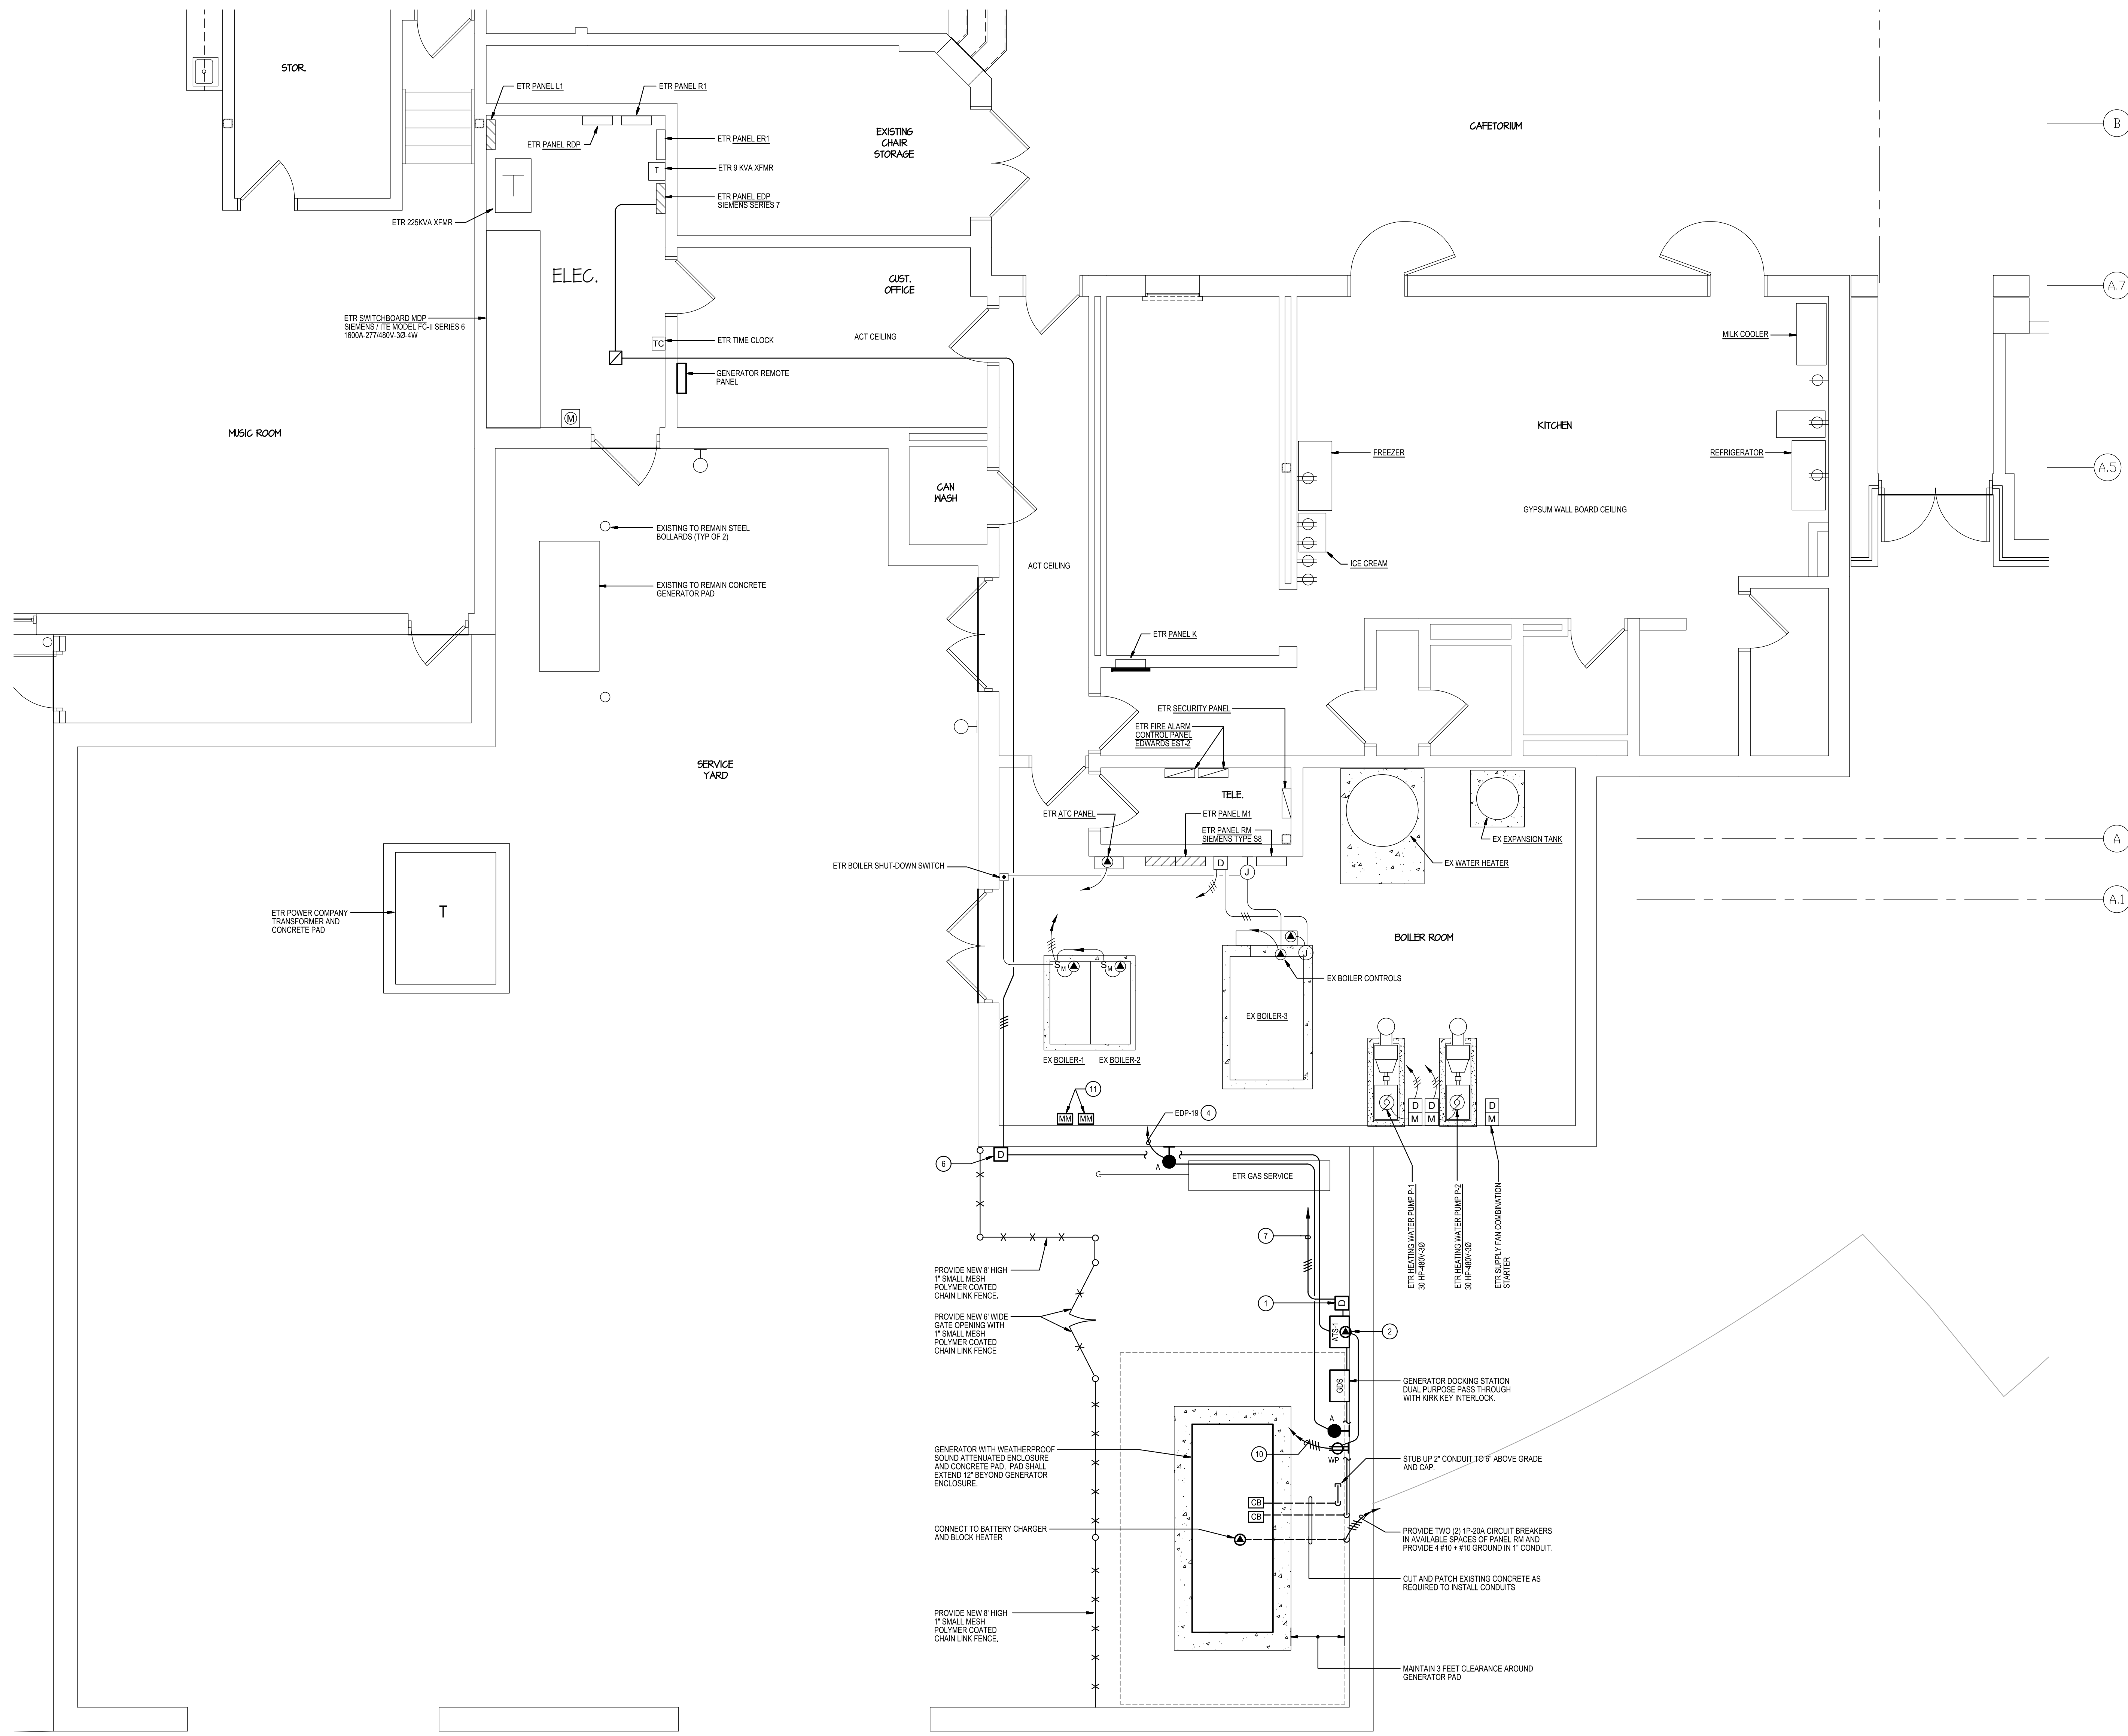 STOR.
ETR PANEL L1
ETR PANEL R1
ETR PANEL RDP
ETR PANEL ER1
T
ETR 9 KVA XFMR
ETR PANEL EDP
SIEMENS SERIES 7
T
ETR 225KVA XFMR
EXISTING
CHAIR
STORAGE
CAFETORIUM
B
ELEC.
CUST.
OFFICE
A.7
ETR SWITCHBOARD MDP
SIEMENS / ITE MODEL FC-II SERIES 6
1600A-277/480V-3Ø-4W
TC
ETR TIME CLOCK
ACT CEILING
MILK COOLER
GENERATOR REMOTE
PANEL
M
MUSIC ROOM
KITCHEN
FREEZER
REFRIGERATOR
A.5
CAN
WASH
GYPSUM WALL BOARD CEILING
EXISTING TO REMAIN STEEL
BOLLARDS (TYP OF 2)
ACT CEILING
ICE CREAM
EXISTING TO REMAIN CONCRETE
GENERATOR PAD
ETR PANEL K
ETR SECURITY PANEL
ETR FIRE ALARM
CONTROL PANEL
EDWARDS EST-2
SERVICE
YARD
TELE.
ETR ATC PANEL
ETR PANEL M1
ETR PANEL RM
SIEMENS TYPE S8
EX EXPANSION TANK
A
EX WATER HEATER
ETR BOILER SHUT-DOWN SWITCH
D
J
A.1
ETR POWER COMPANY
TRANSFORMER AND
CONCRETE PAD
T
BOILER ROOM
J
S M
S M
EX BOILER CONTROLS
EX BOILER-3
EX BOILER-1
EX BOILER-2
11
MM
MM
EDP-19
4
D
M
D
M
D
M
6
D
A
ETR GAS SERVICE
ETR HEATING WATER PUMP P-1
30 HP-480V-3Ø
ETR HEATING WATER PUMP P-2
30 HP-480V-3Ø
ETR SUPPLY FAN COMBINATION
STARTER
7
PROVIDE NEW 8' HIGH
1" SMALL MESH
POLYMER COATED
CHAIN LINK FENCE.
1
D
PROVIDE NEW 6' WIDE
GATE OPENING WITH
1" SMALL MESH
POLYMER COATED
CHAIN LINK FENCE
ATS-1
2
GDS
GENERATOR DOCKING STATION
DUAL PURPOSE PASS THROUGH
WITH KIRK KEY INTERLOCK.
A
10
WP
GENERATOR WITH WEATHERPROOF
SOUND ATTENUATED ENCLOSURE
AND CONCRETE PAD. PAD SHALL
EXTEND 12" BEYOND GENERATOR
ENCLOSURE.
STUB UP 2" CONDUIT TO 6" ABOVE GRADE
AND CAP.
CB
CB
CONNECT TO BATTERY CHARGER
AND BLOCK HEATER
PROVIDE TWO (2) 1P-20A CIRCUIT BREAKERS
IN AVAILABLE SPACES OF PANEL RM AND
PROVIDE 4 #10 + #10 GROUND IN 1" CONDUIT.
CUT AND PATCH EXISTING CONCRETE AS
REQUIRED TO INSTALL CONDUITS
PROVIDE NEW 8' HIGH
1" SMALL MESH
POLYMER COATED
CHAIN LINK FENCE.
MAINTAIN 3 FEET CLEARANCE AROUND
GENERATOR PAD